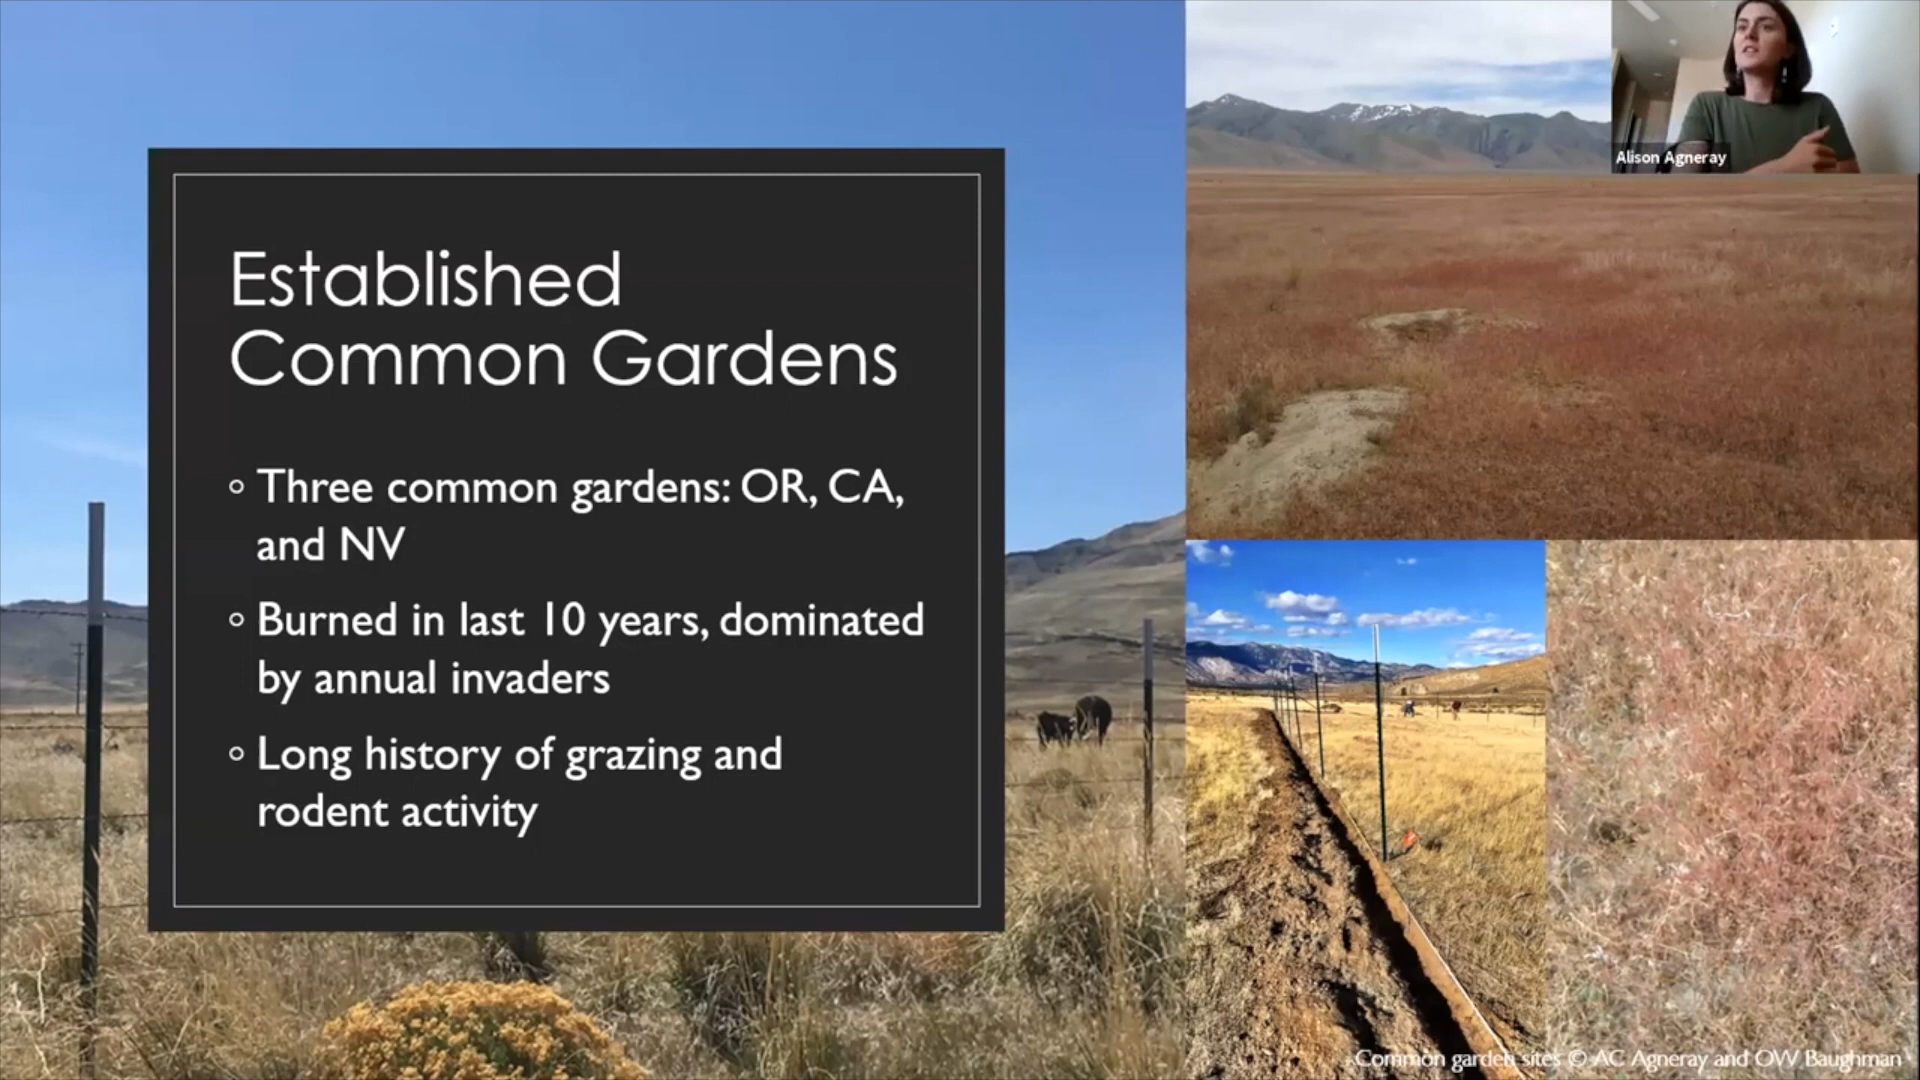 Alison Agneray
Established
Common Gardens
Three common gardens: OR, CA,
and NV
Burned in last 10 years, dominated
by annual invaders
Long history of grazing and
rodent activity
Common garden sites © AC Agneray and OW Baughman